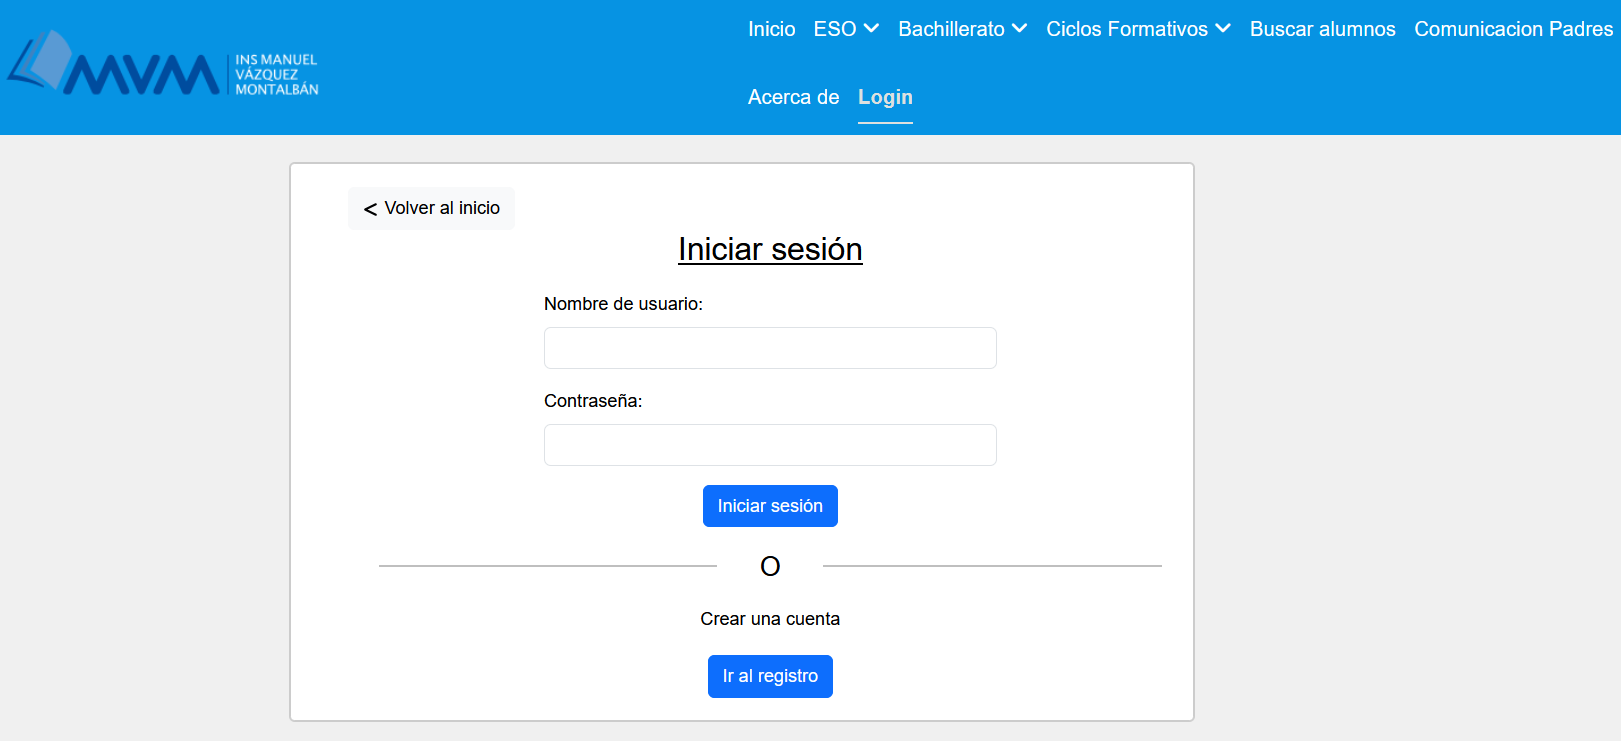 MVM
INS MANUEL
VÁZQUEZ
MONTALBÁN
Inicio ESO Bachillerato Ciclos Formativos Buscar alumnos Comunicacion Padres
Acerca de Login
< Volver al inicio
Iniciar sesión
Nombre de usuario:
Contraseña:
Iniciar sesión
O
Crear una cuenta
Ir al registro